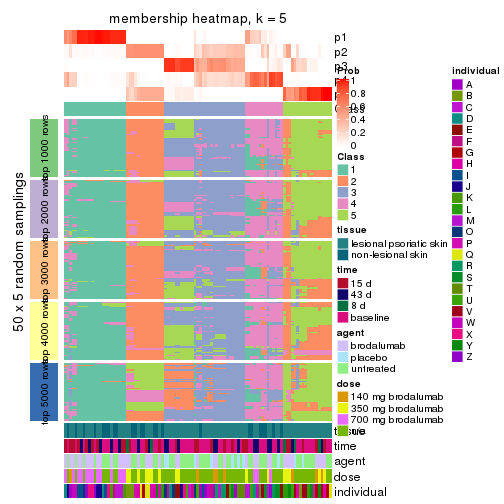 membership heatmap, k = 5
p1
p2
p3
p4
p5
Class
50 x 5 random samplings
top 1000 rows
top 2000 rows
top 3000 rows
top 4000 rows
top 5000 rows
tissue
time
agent
dose
individual
Prob
1
0.8
0.6
0.4
0.2
0
Class
1
2
3
4
5
tissue
lesional psoriatic skin
non-lesional skin
time
15 d
43 d
8 d
baseline
agent
brodalumab
placebo
untreated
dose
140 mg brodalumab
350 mg brodalumab
700 mg brodalumab
individual
A
B
C
D
E
F
G
H
I
J
K
L
M
O
P
Q
R
S
T
U
V
W
X
Y
Z